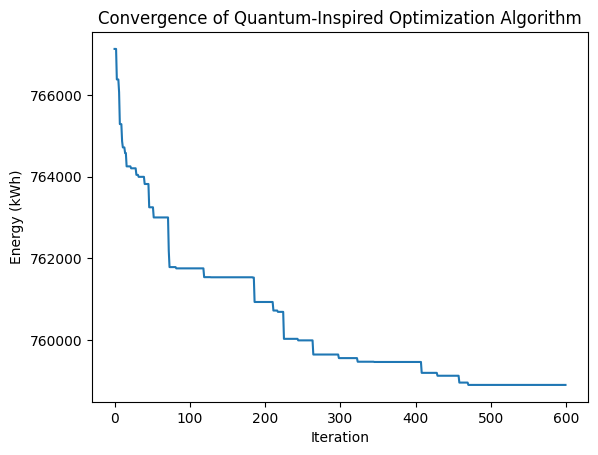 Convergence of Quantum-Inspired Optimization Algorithm
766000
764000
762000
760000
Energy (kWh)
0 100 200 300 400 500 600
Iteration